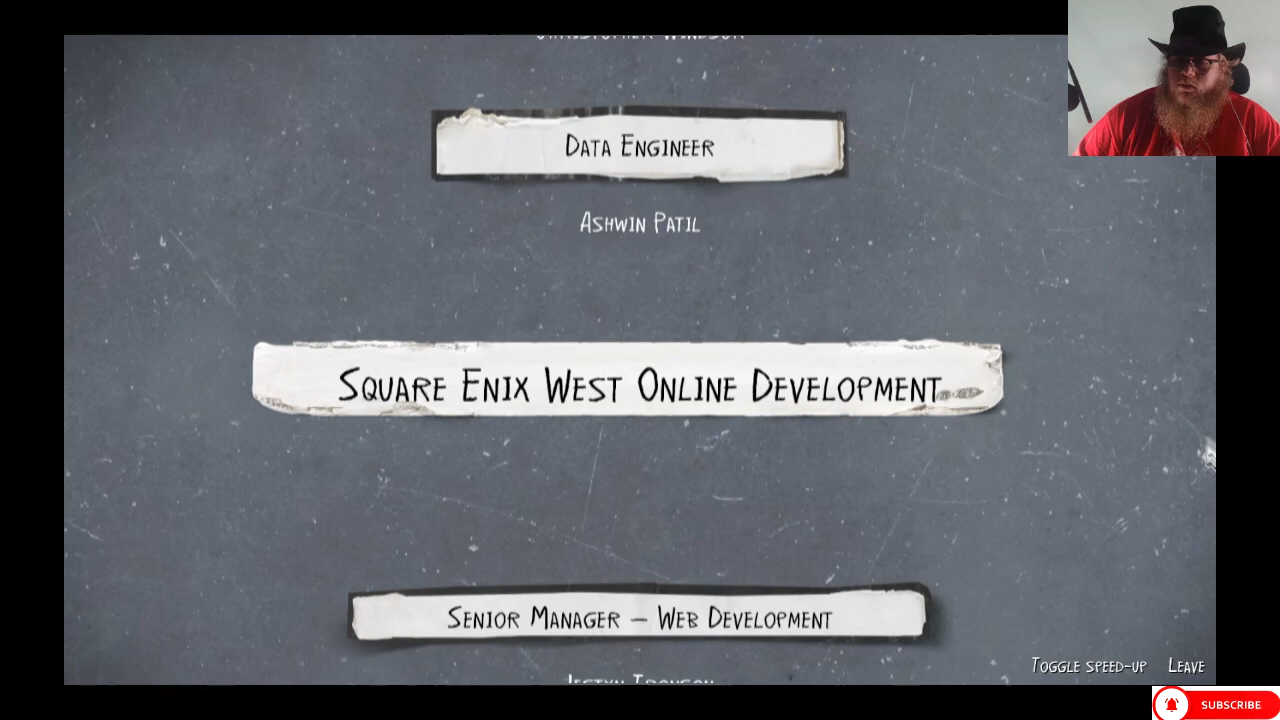 Data Engineer
Ashwin Patil
Square Enix West Online Development
Senior Manager – Web Development
Toggle speed-up Leave
SUBSCRIBE